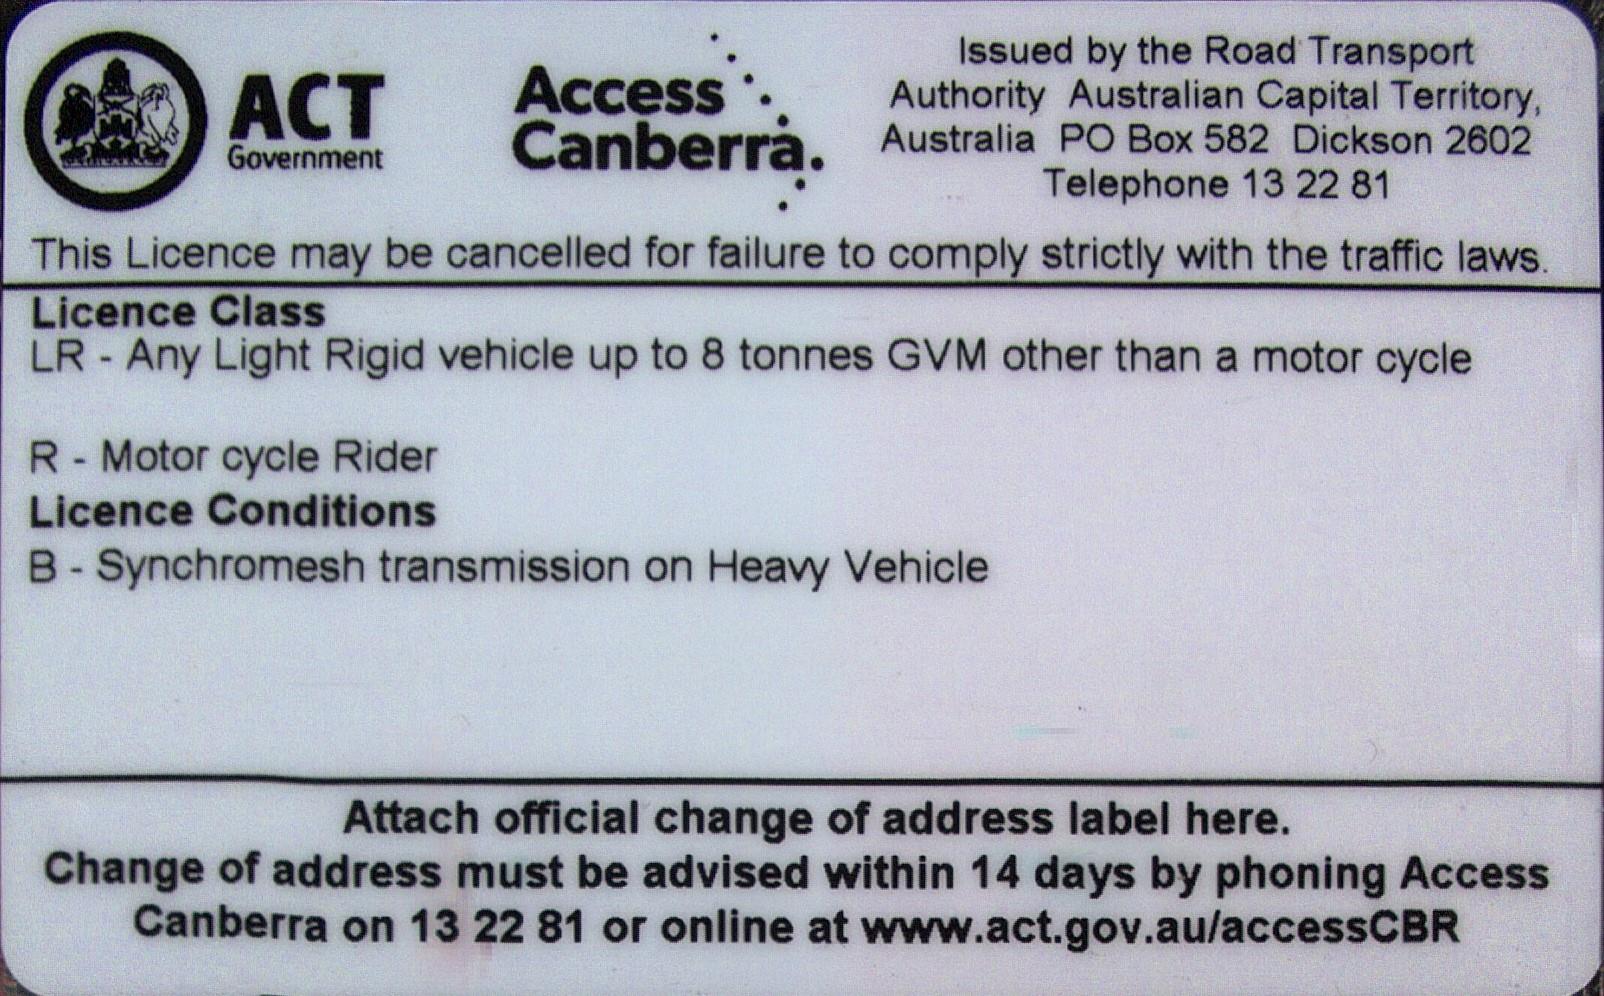 ACT
Government
Access
Canberra.
Issued by the Road Transport
Authority Australian Capital Territory,
Australia PO Box 582 Dickson 2602
Telephone 13 22 81
This Licence may be cancelled for failure to comply strictly with the traffic laws.
Licence Class
LR - Any Light Rigid vehicle up to 8 tonnes GVM other than a motor cycle
R - Motor cycle Rider
Licence Conditions
B - Synchromesh transmission on Heavy Vehicle
Attach official change of address label here.
Change of address must be advised within 14 days by phoning Access
Canberra on 13 22 81 or online at www.act.gov.au/accessCBR